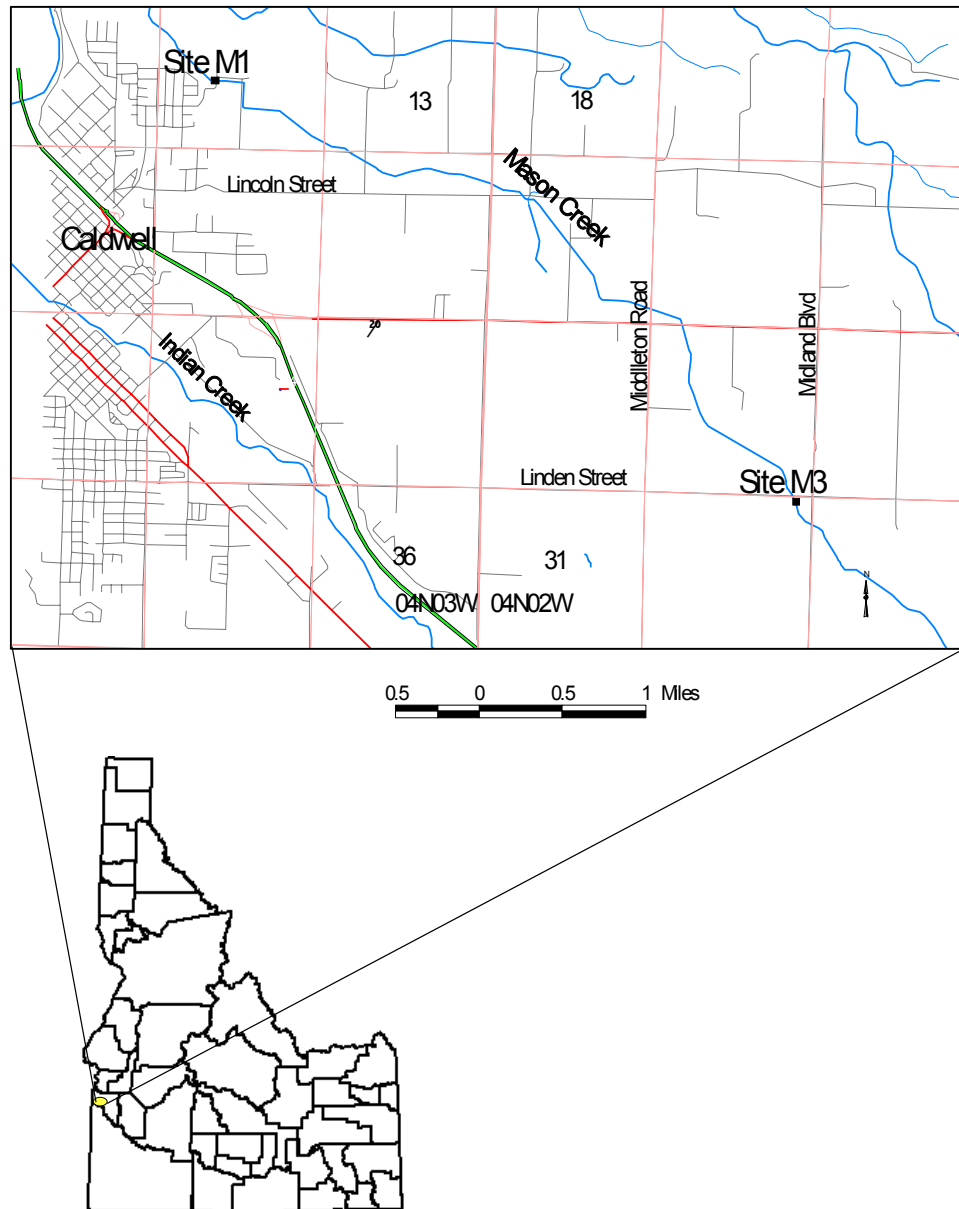 Site M1
13
18
Mason Creek
Lincoln Street
Caldwell
Middleton Road
Midland Blvd
20
Indian Creek
Linden Street
Site M3
36
31
N
04N03W
04N02W
0.5 0 0.5 1 Miles